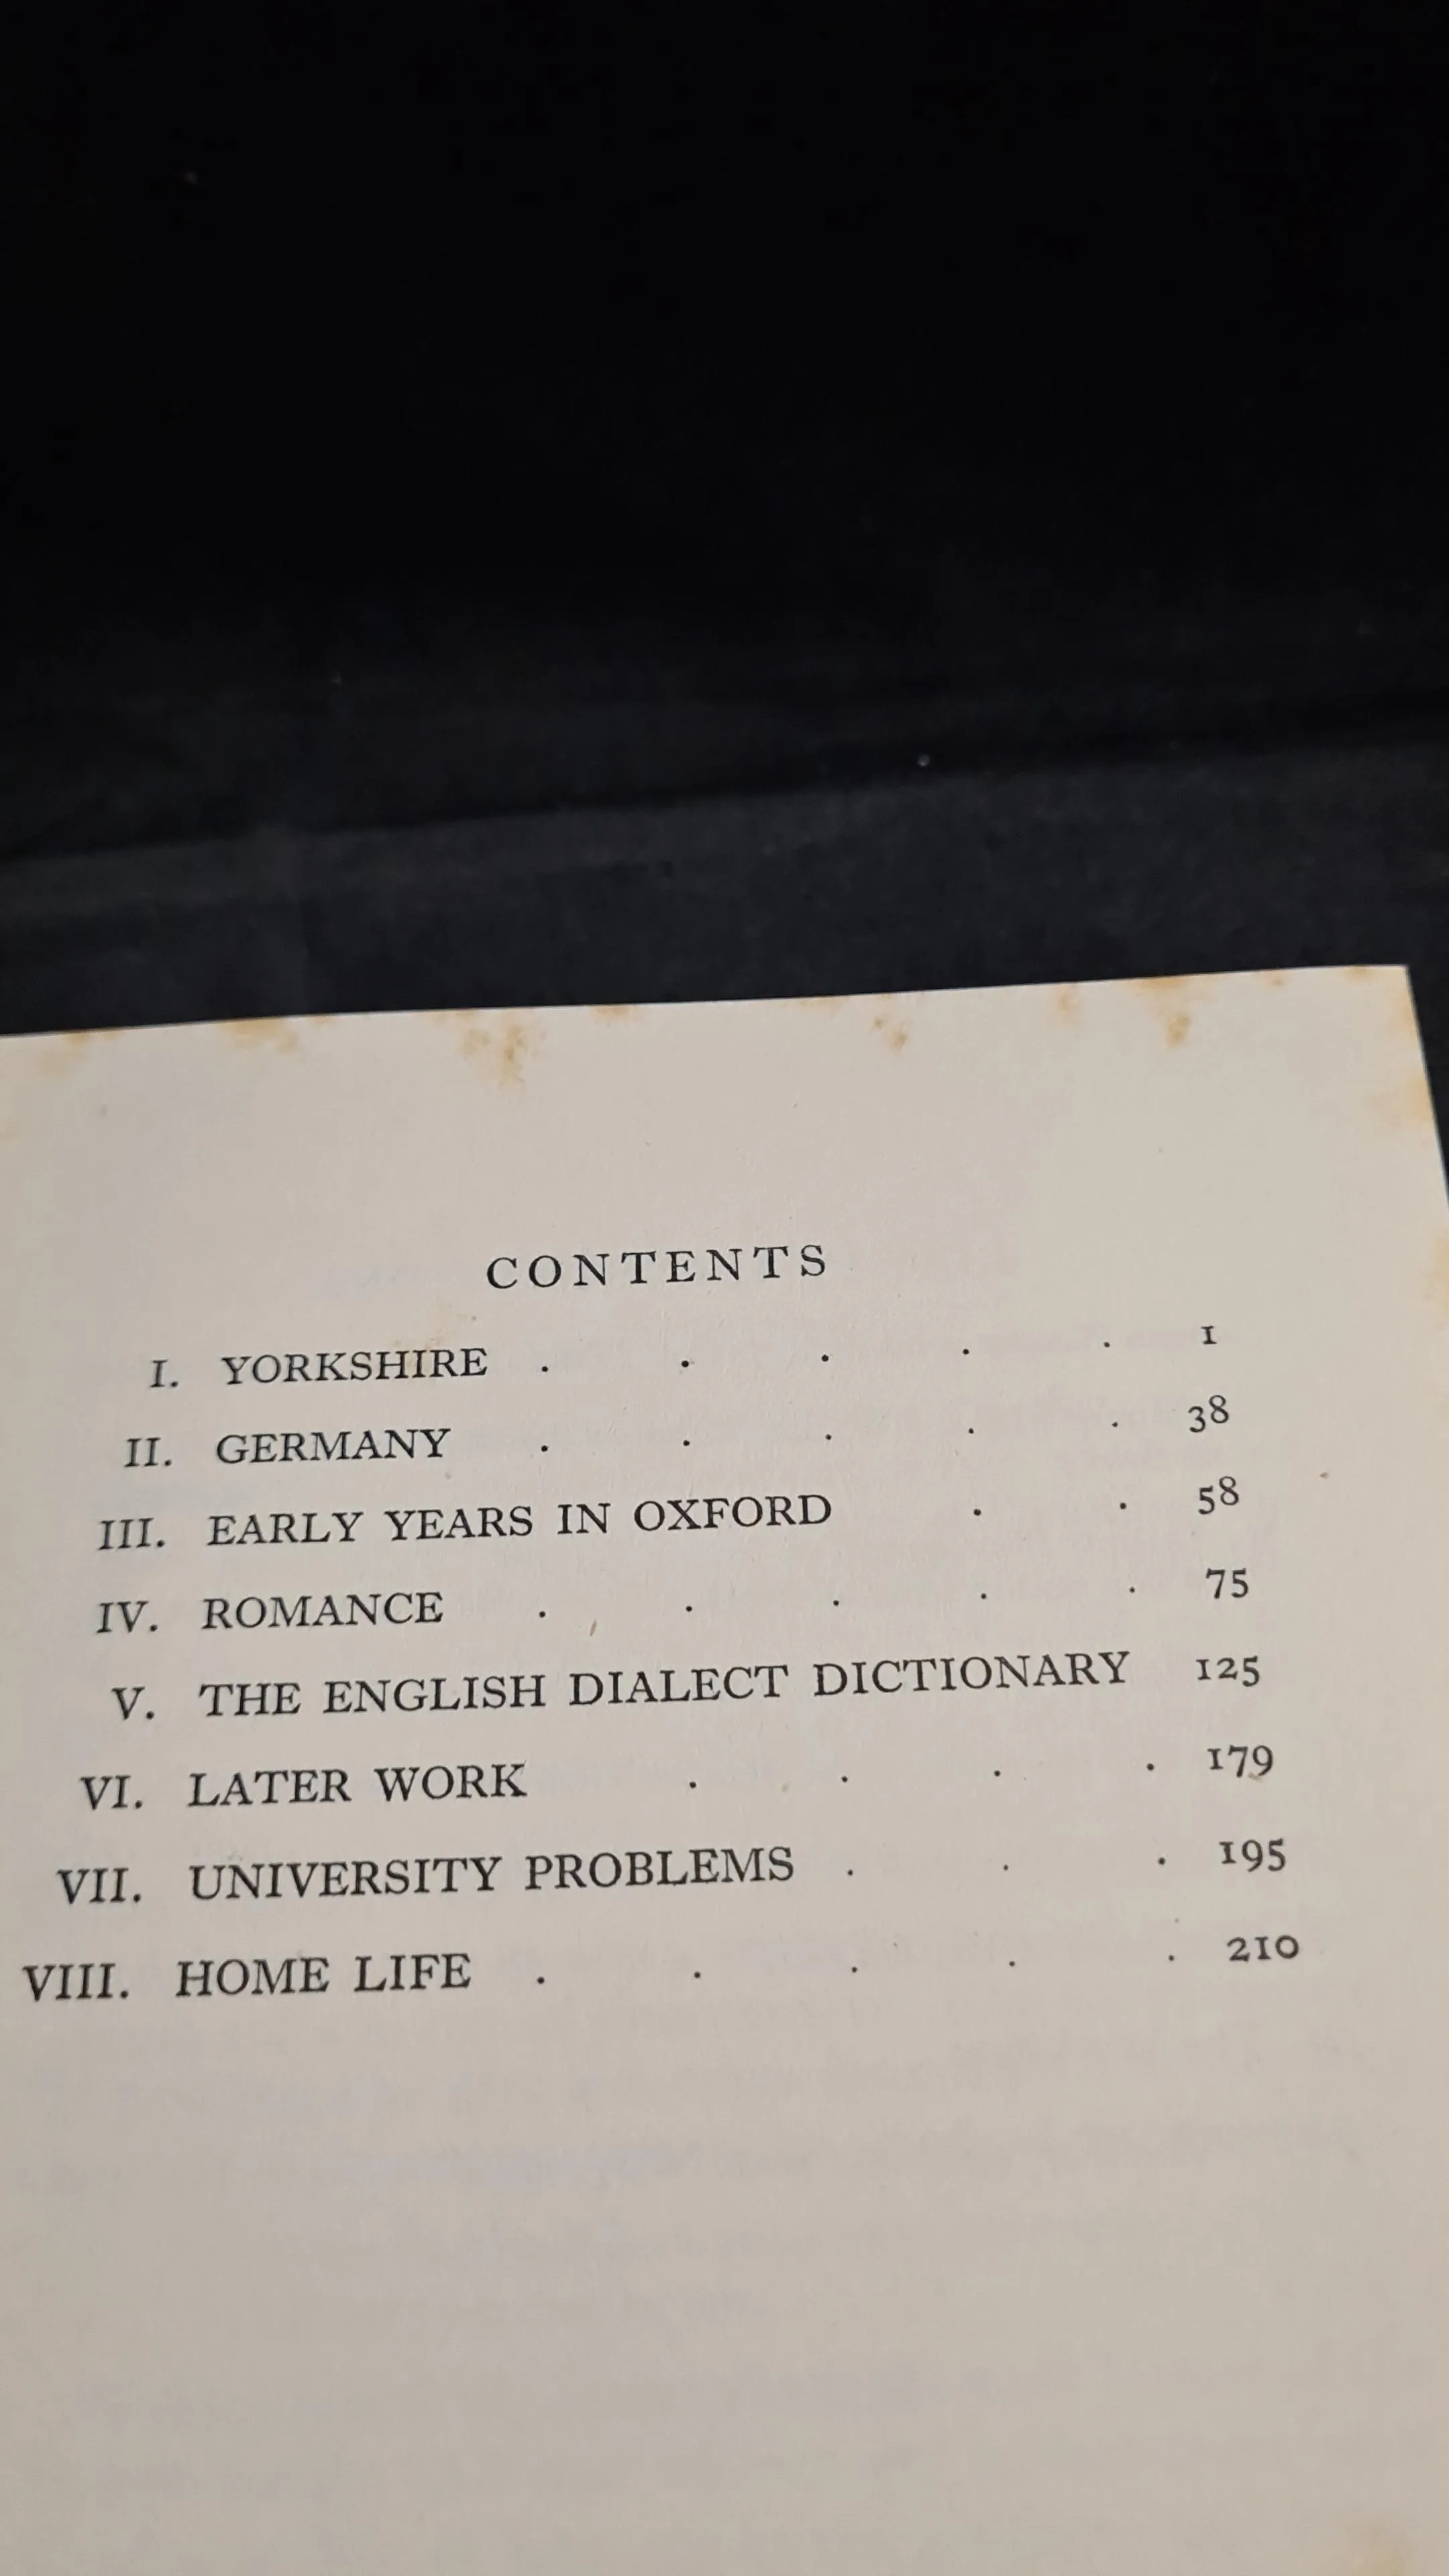 CONTENTS
I. YORKSHIRE . . . . . 1
II. GERMANY . . . . . 38
III. EARLY YEARS IN OXFORD . . 58
IV. ROMANCE . . . . . 75
V. THE ENGLISH DIALECT DICTIONARY 125
VI. LATER WORK . . . . 179
VII. UNIVERSITY PROBLEMS . . . 195
VIII. HOME LIFE . . . . . 210